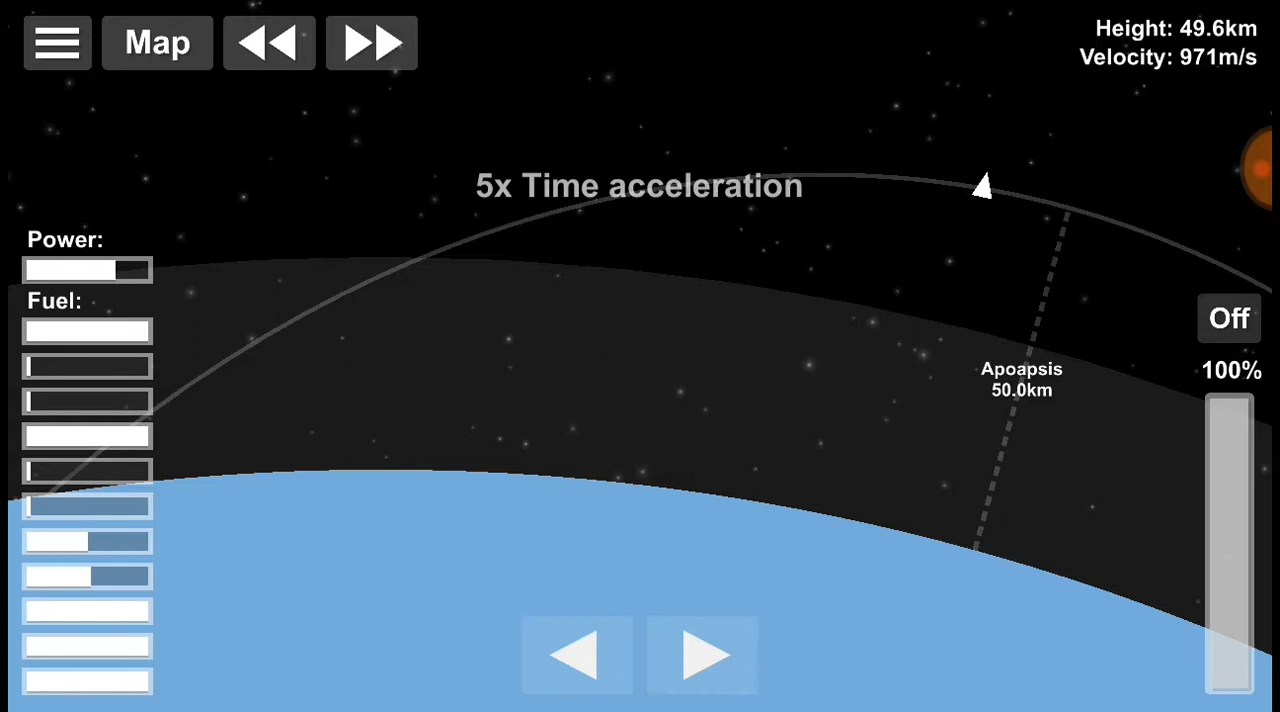 Map
Height: 49.6km
Velocity: 971m/s
5x Time acceleration
Power:
Fuel:
Off
100%
Apoapsis
50.0km